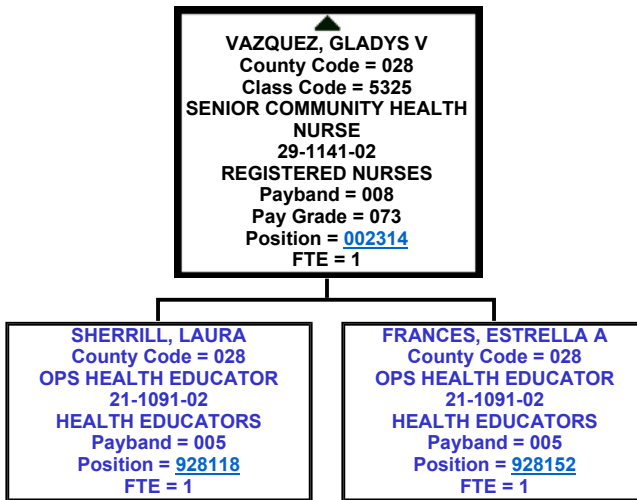 VAZQUEZ, GLADYS V
County Code = 028
Class Code = 5325
SENIOR COMMUNITY HEALTH
NURSE
29-1141-02
REGISTERED NURSES
Payband = 008
Pay Grade = 073
Position = 002314
FTE = 1
SHERRILL, LAURA
County Code = 028
OPS HEALTH EDUCATOR
21-1091-02
HEALTH EDUCATORS
Payband = 005
Position = 928118
FTE = 1
FRANCES, ESTRELLA A
County Code = 028
OPS HEALTH EDUCATOR
21-1091-02
HEALTH EDUCATORS
Payband = 005
Position = 928152
FTE = 1